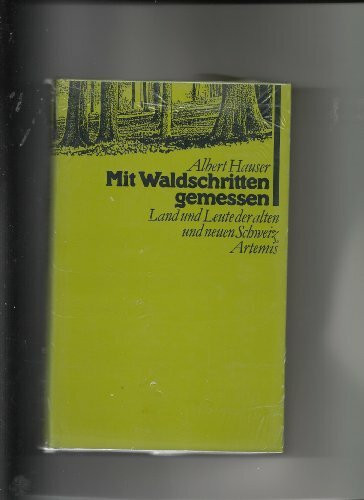 Albert Hauser
Mit Waldschritten
gemessen
Land und Leute der alten
und neuen Schweiz
Artemis